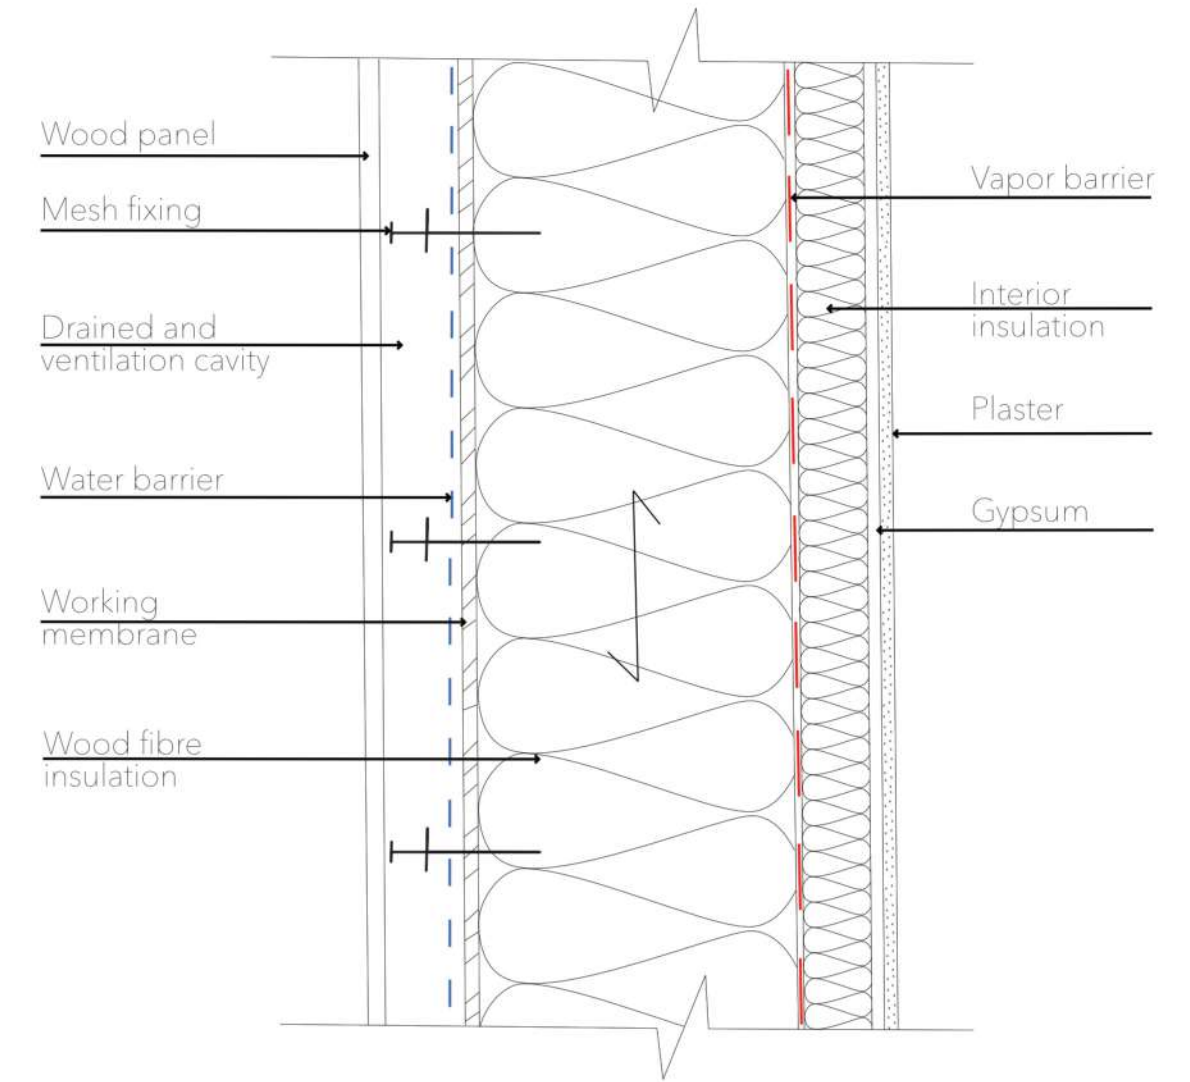 Wood panel
Mesh fixing
Drained and
ventilation cavity
Water barrier
Working
membrane
Wood fibre
insulation
Vapor barrier
Interior
insulation
Plaster
Gypsum